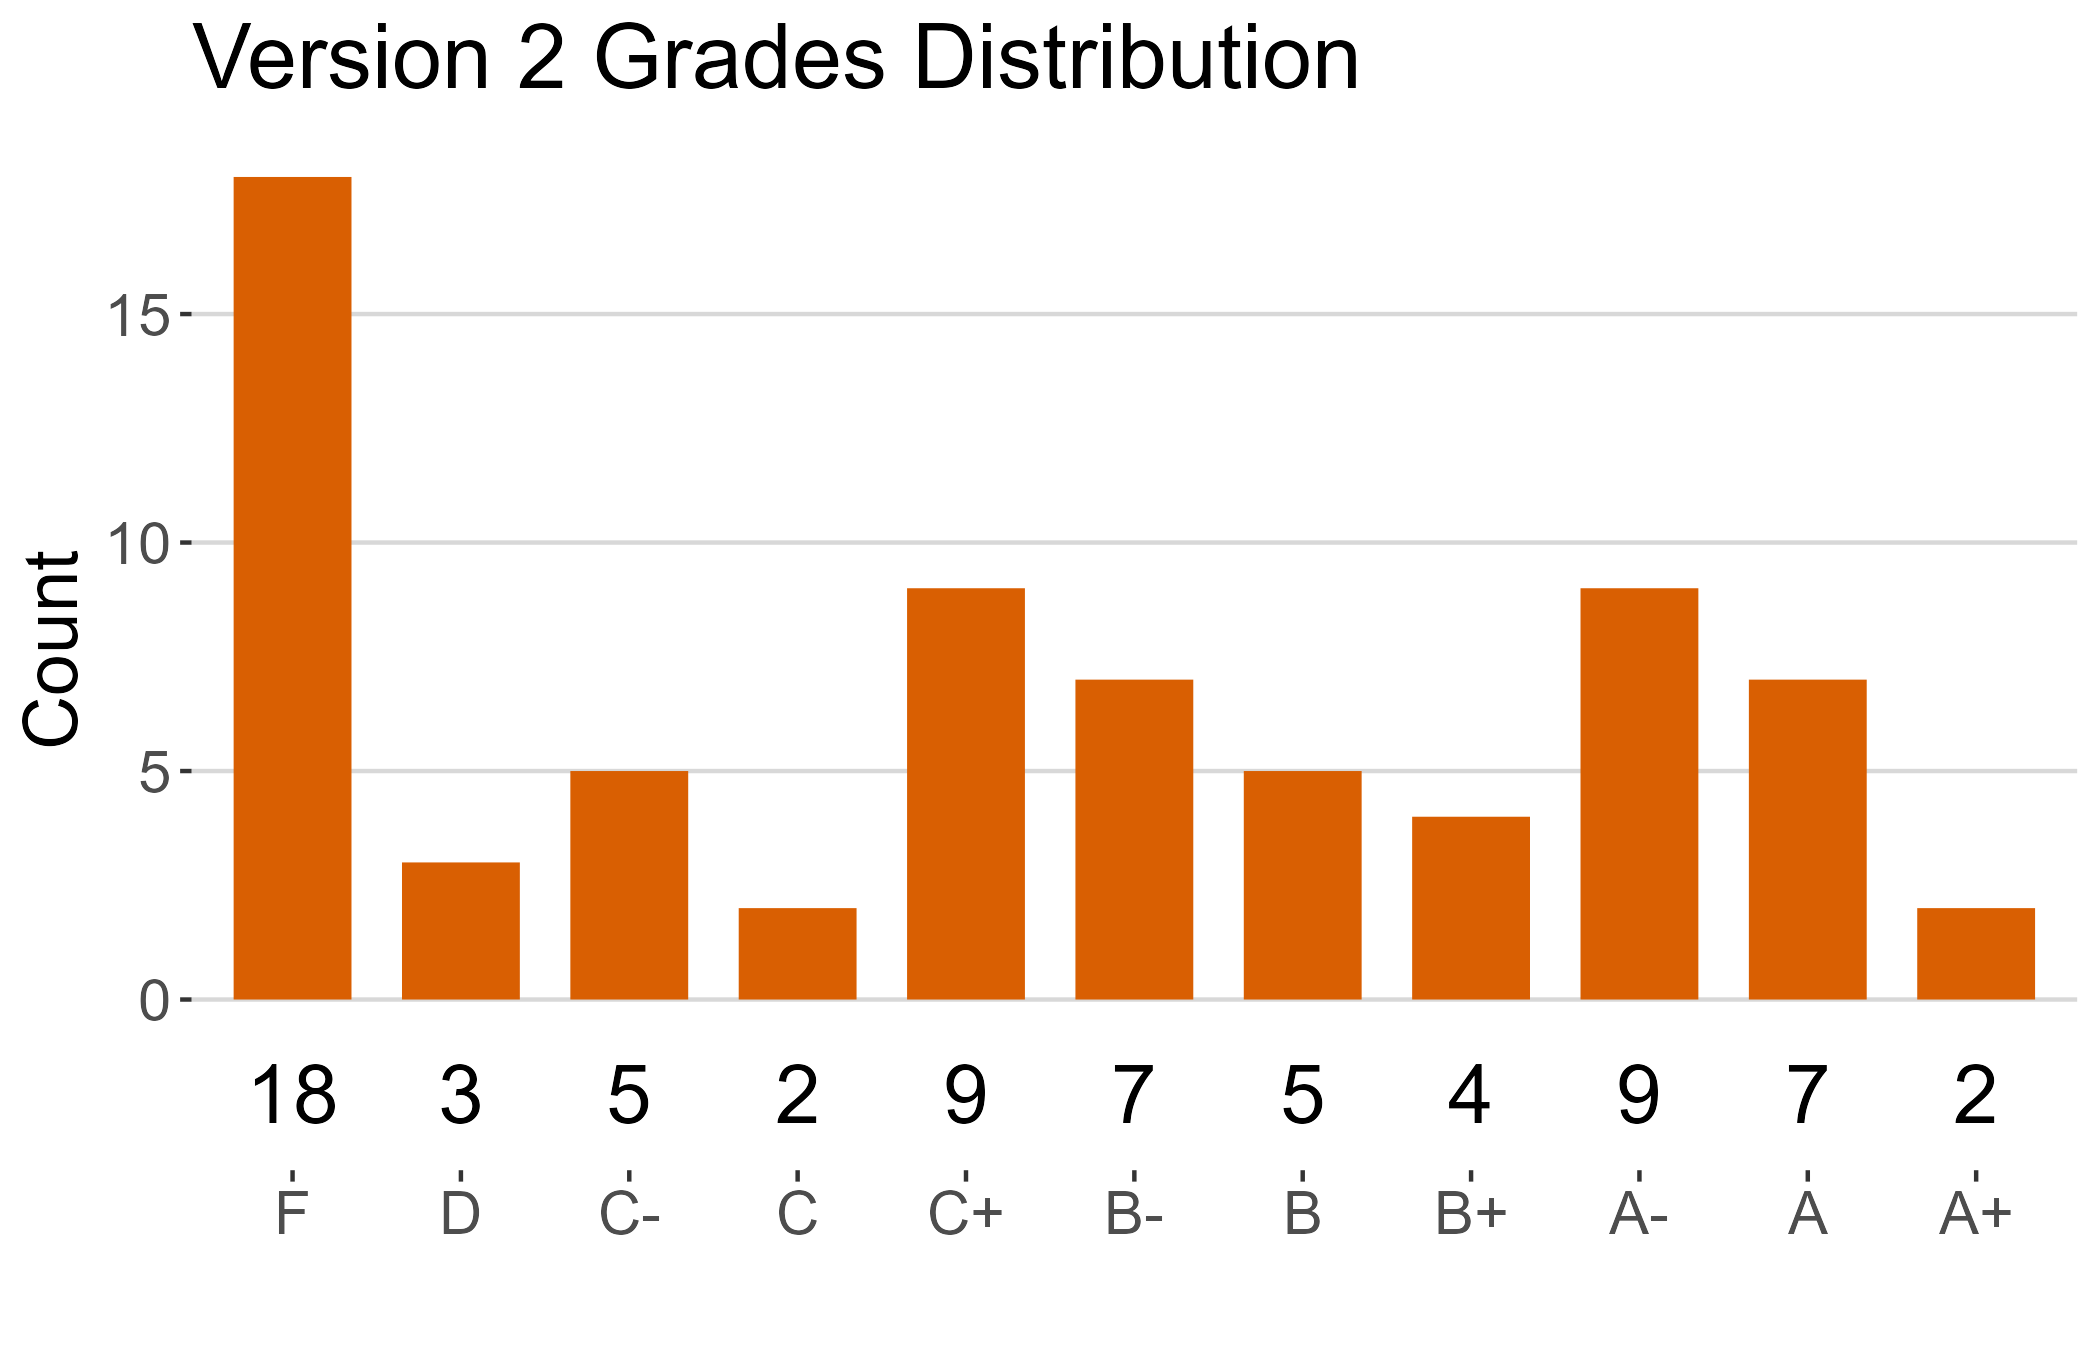 Version 2 Grades Distribution
Count
15
10
5
0
18 3 5 2 9 7 5 4 9 7 2
F D C- C C+ B- B B+ A- A A+